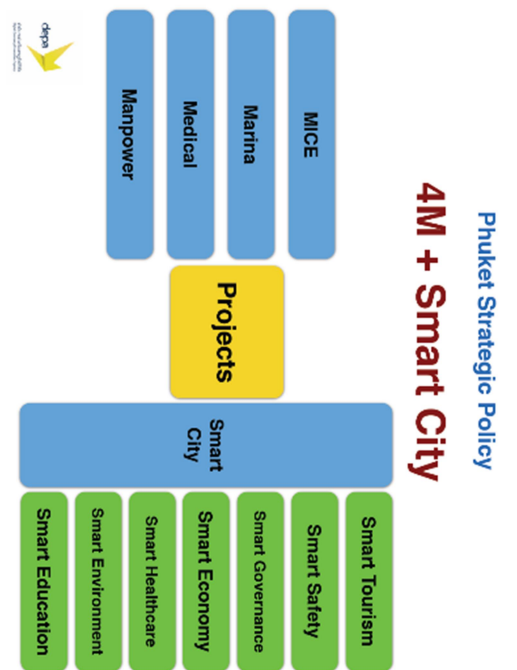 Phuket Strategic Policy
4M + Smart City
MICE
Marina
Medical
Manpower
Projects
Smart
City
Smart Tourism
Smart Safety
Smart Governance
Smart Economy
Smart Healthcare
Smart Environment
Smart Education
depa